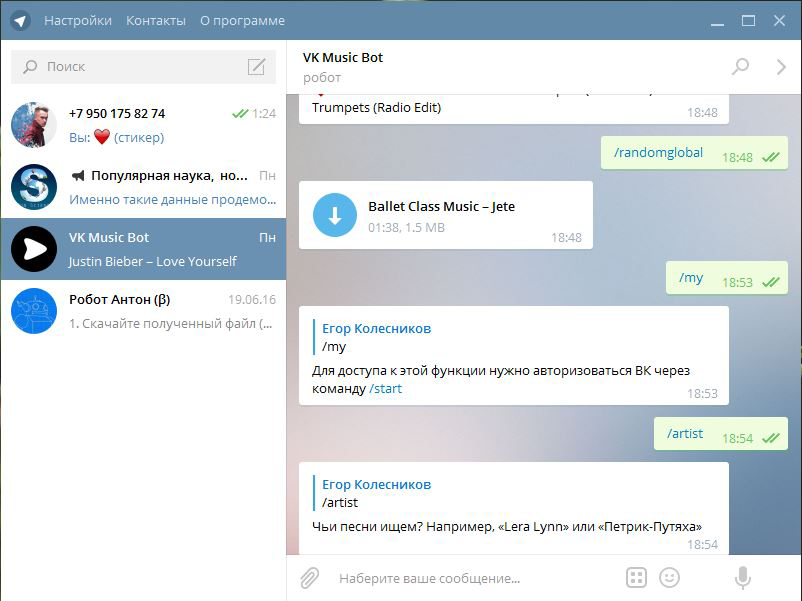 Настройки Контакты О программе
Поиск
+7 950 175 82 74 1:24
Вы: ❤️ (стикер)
Популярная наука, но... Пн
Именно такие данные продемо...
VK Music Bot Пн
Justin Bieber – Love Yourself
Робот Антон (β) 19.06.16
1. Скачайте полученный файл (...
VK Music Bot
робот
Trumpets (Radio Edit)
18:48
/randomglobal 18:48
Ballet Class Music – Jete
01:38, 1.5 MB
18:48
/my 18:53
Егор Колесников
/my
Для доступа к этой функции нужно авторизоваться ВК через
команду /start
18:53
/artist 18:54
Егор Колесников
/artist
Чьи песни ищем? Например, «Lera Lynn» или «Петрик-Путяха»
18:54
Наберите ваше сообщение...